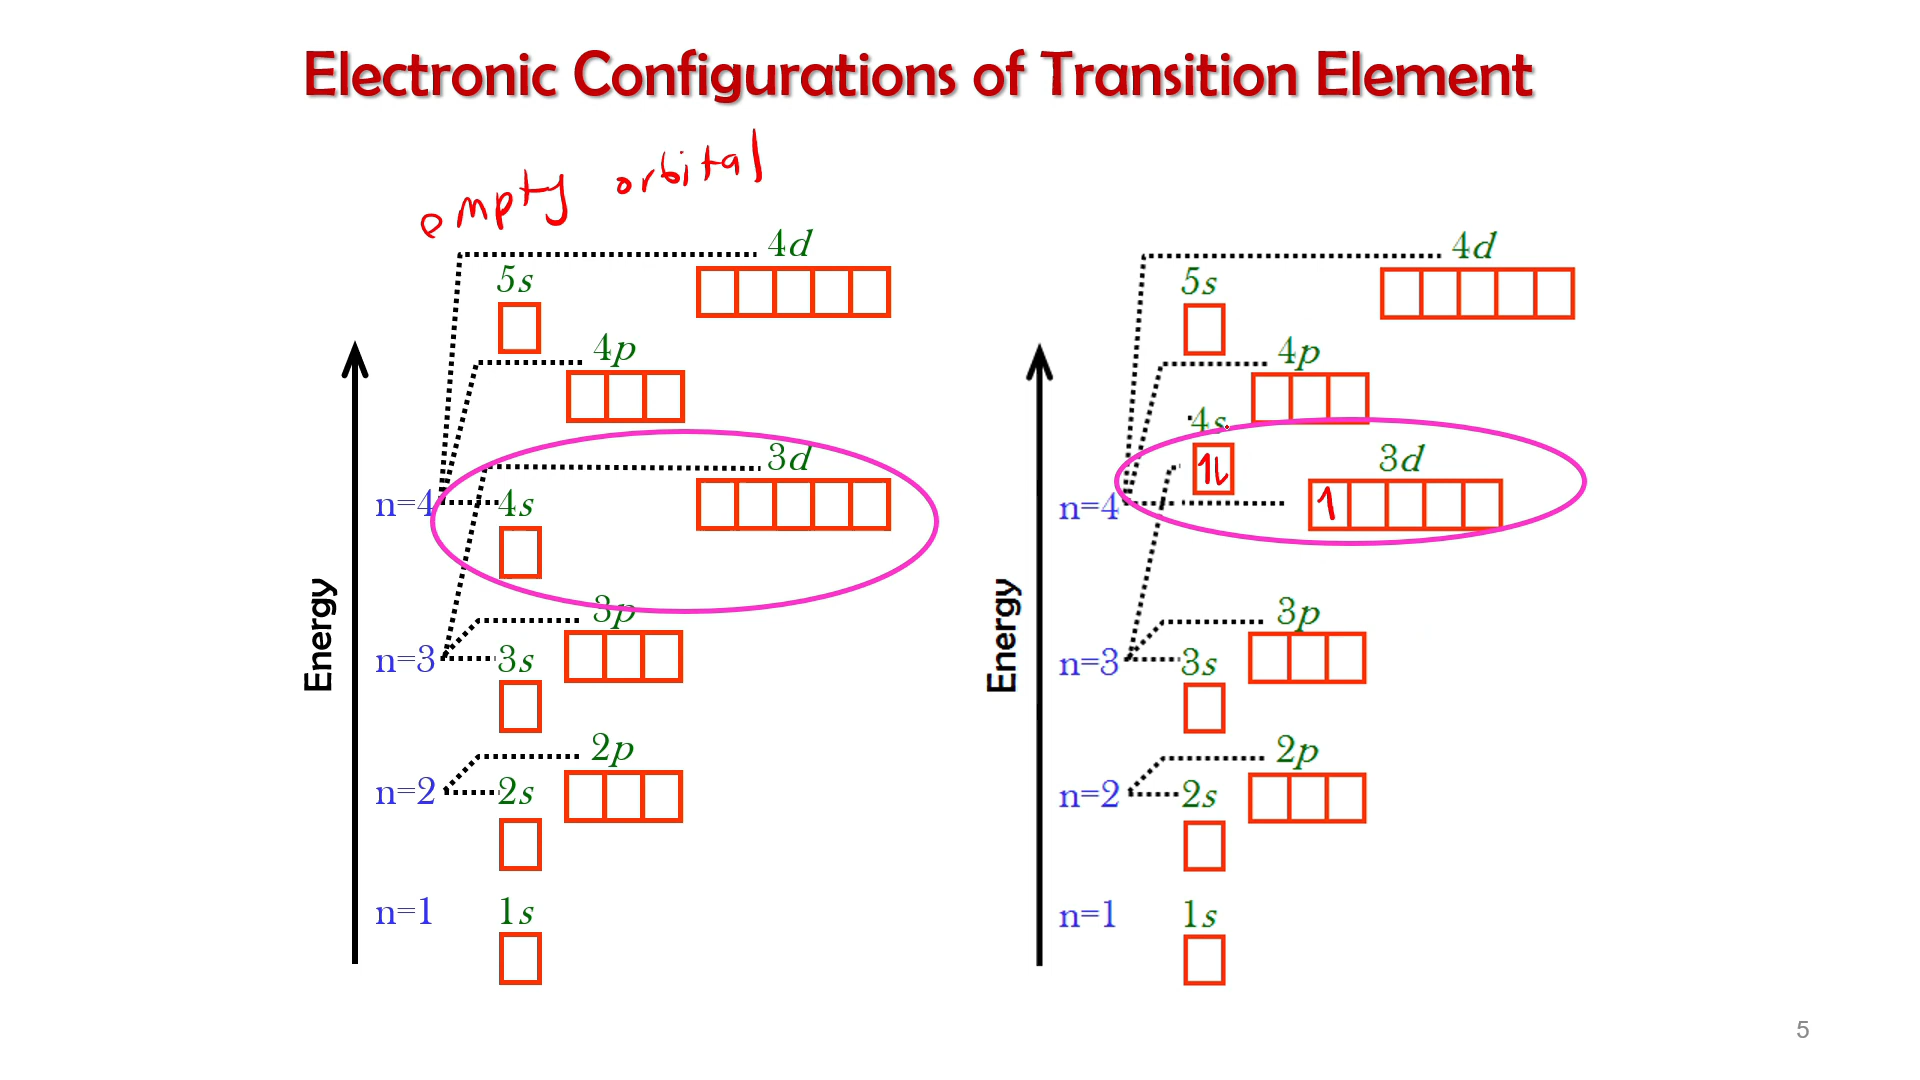 Electronic Configurations of Transition Element
empty orbital
4d
5s
4p
3d
n=4 4s
3p
n=3 3s
2p
n=2 2s
n=1 1s
Energy
4d
5s
4p
4s
3d
n=4
3p
n=3 3s
2p
n=2 2s
n=1 1s
Energy
5